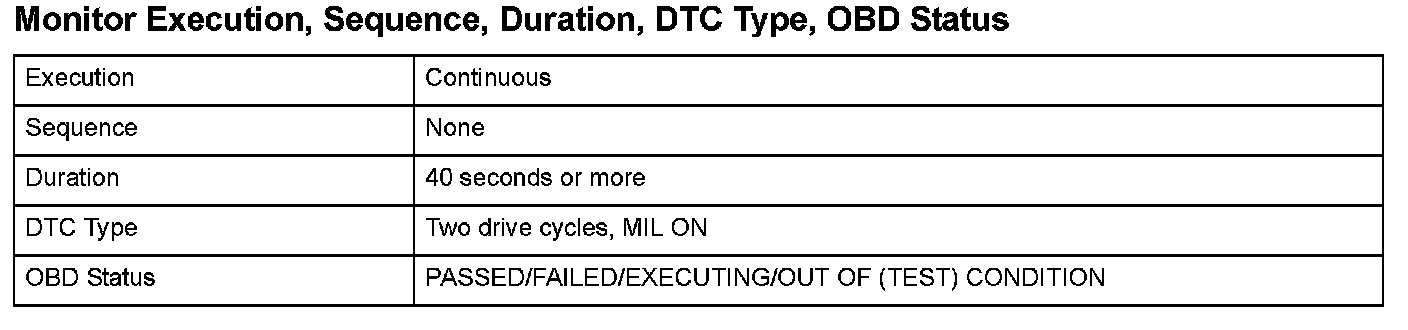 Monitor Execution, Sequence, Duration, DTC Type, OBD Status
Execution Continuous
Sequence None
Duration 40 seconds or more
DTC Type Two drive cycles, MIL ON
OBD Status PASSED/FAILED/EXECUTING/OUT OF (TEST) CONDITION